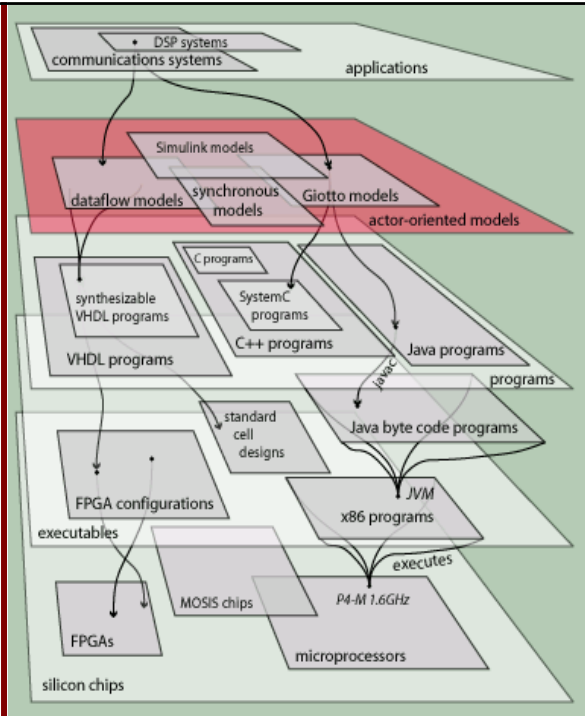 DSP systems
communications systems
applications
Simulink models
dataflow models
synchronous
models
Giotto models
actor-oriented models
C programs
synthesizable
VHDL programs
SystemC
programs
VHDL programs
C++ programs
Java programs
javac
programs
standard
cell
designs
Java byte code programs
FPGA configurations
JVM
x86 programs
executables
executes
MOSIS chips
P4-M 1.6GHz
FPGAs
microprocessors
silicon chips